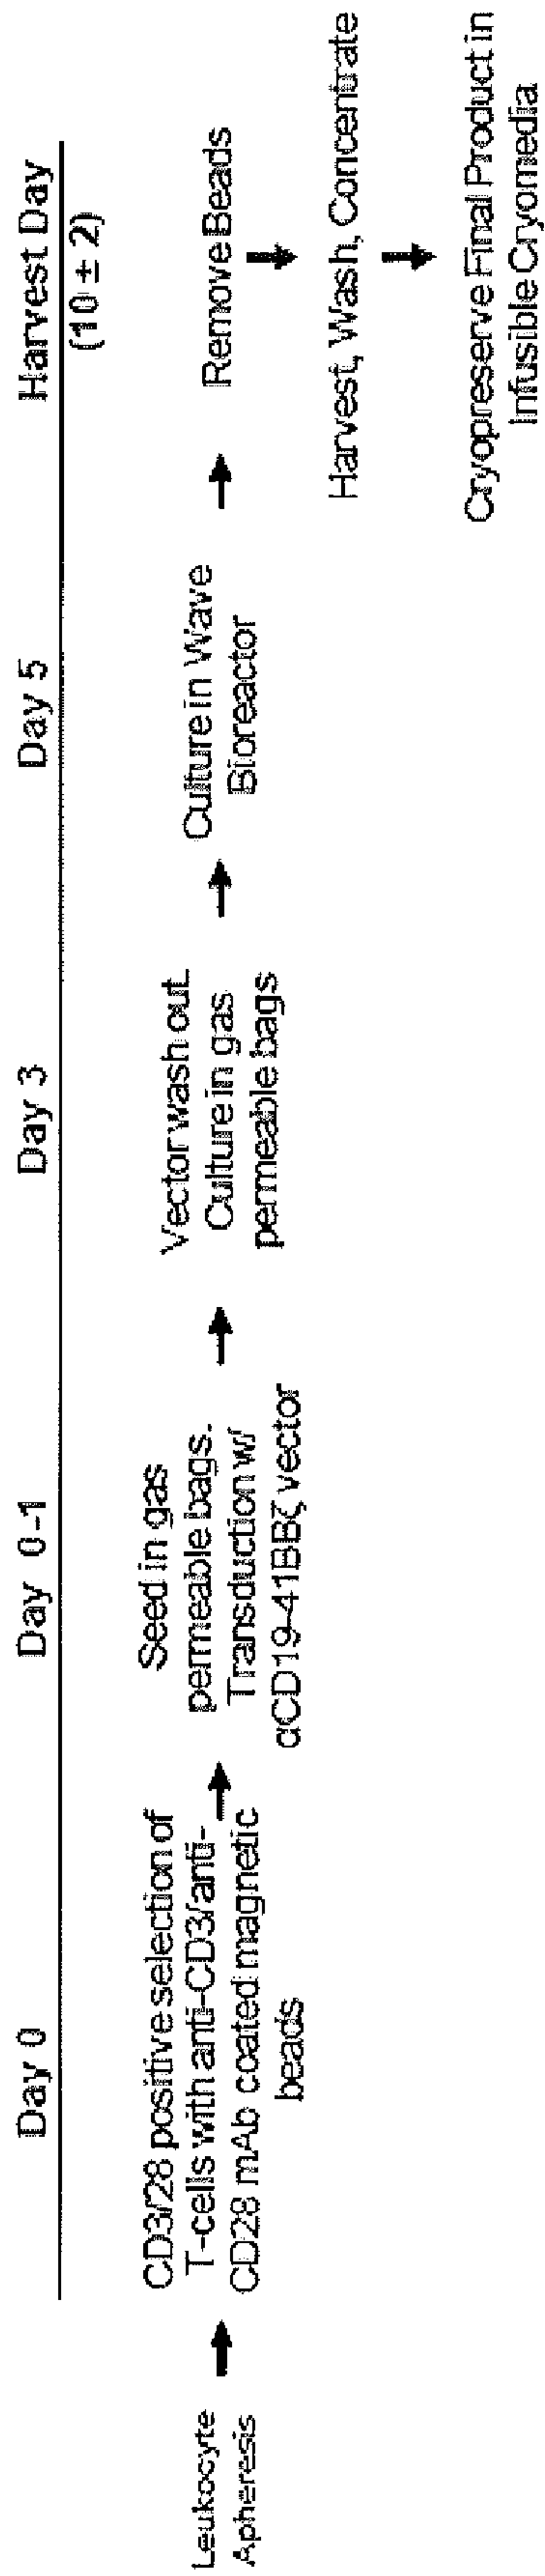 Day 0
Day 0-1
Day 3
Day 5
Harvest Day
(10 ± 2)
Leukocyte
Apheresis
CD3/28 positive selection of
T-cells with anti-CD3/anti-
CD28 mAb coated magnetic
beads
Seed in gas
permeable bags.
Transduction w/
αCD19-41BBζ vector
Vector wash out.
Culture in gas
permeable bags
Culture in Wave
Bioreactor
Remove Beads
Harvest, Wash, Concentrate
Cryopreserve Final Product in
Infusible Cryomedia